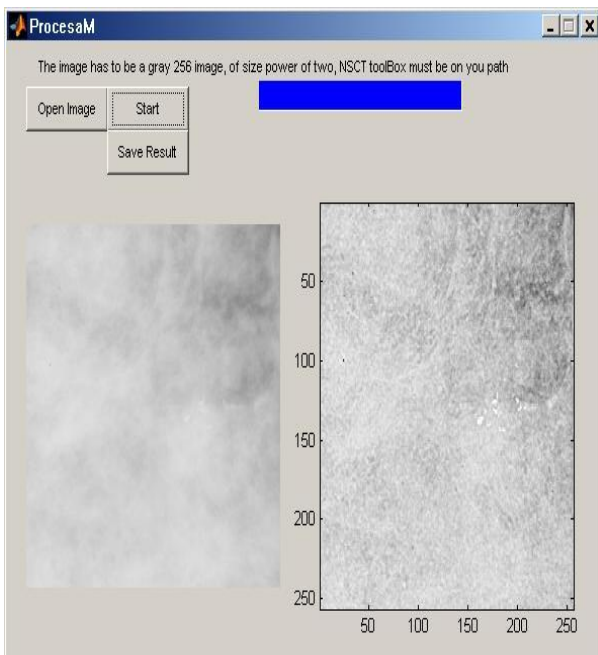 ProcesaM
The image has to be a gray 256 image, of size power of two, NSCT toolBox must be on you path
Open Image
Start
Save Result
50
100
150
200
250
50 100 150 200 250